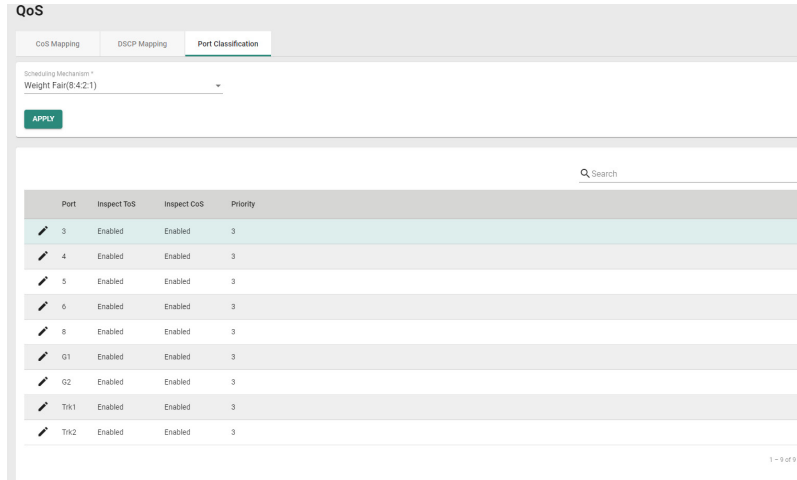 QoS
CoS Mapping DSCP Mapping Port Classification
Scheduling Mechanism *
Weight Fair(8:4:2:1)
APPLY
Search
Port Inspect ToS Inspect CoS Priority
3 Enabled Enabled 3
4 Enabled Enabled 3
5 Enabled Enabled 3
6 Enabled Enabled 3
8 Enabled Enabled 3
G1 Enabled Enabled 3
G2 Enabled Enabled 3
Trk1 Enabled Enabled 3
Trk2 Enabled Enabled 3
1 – 9 of 9